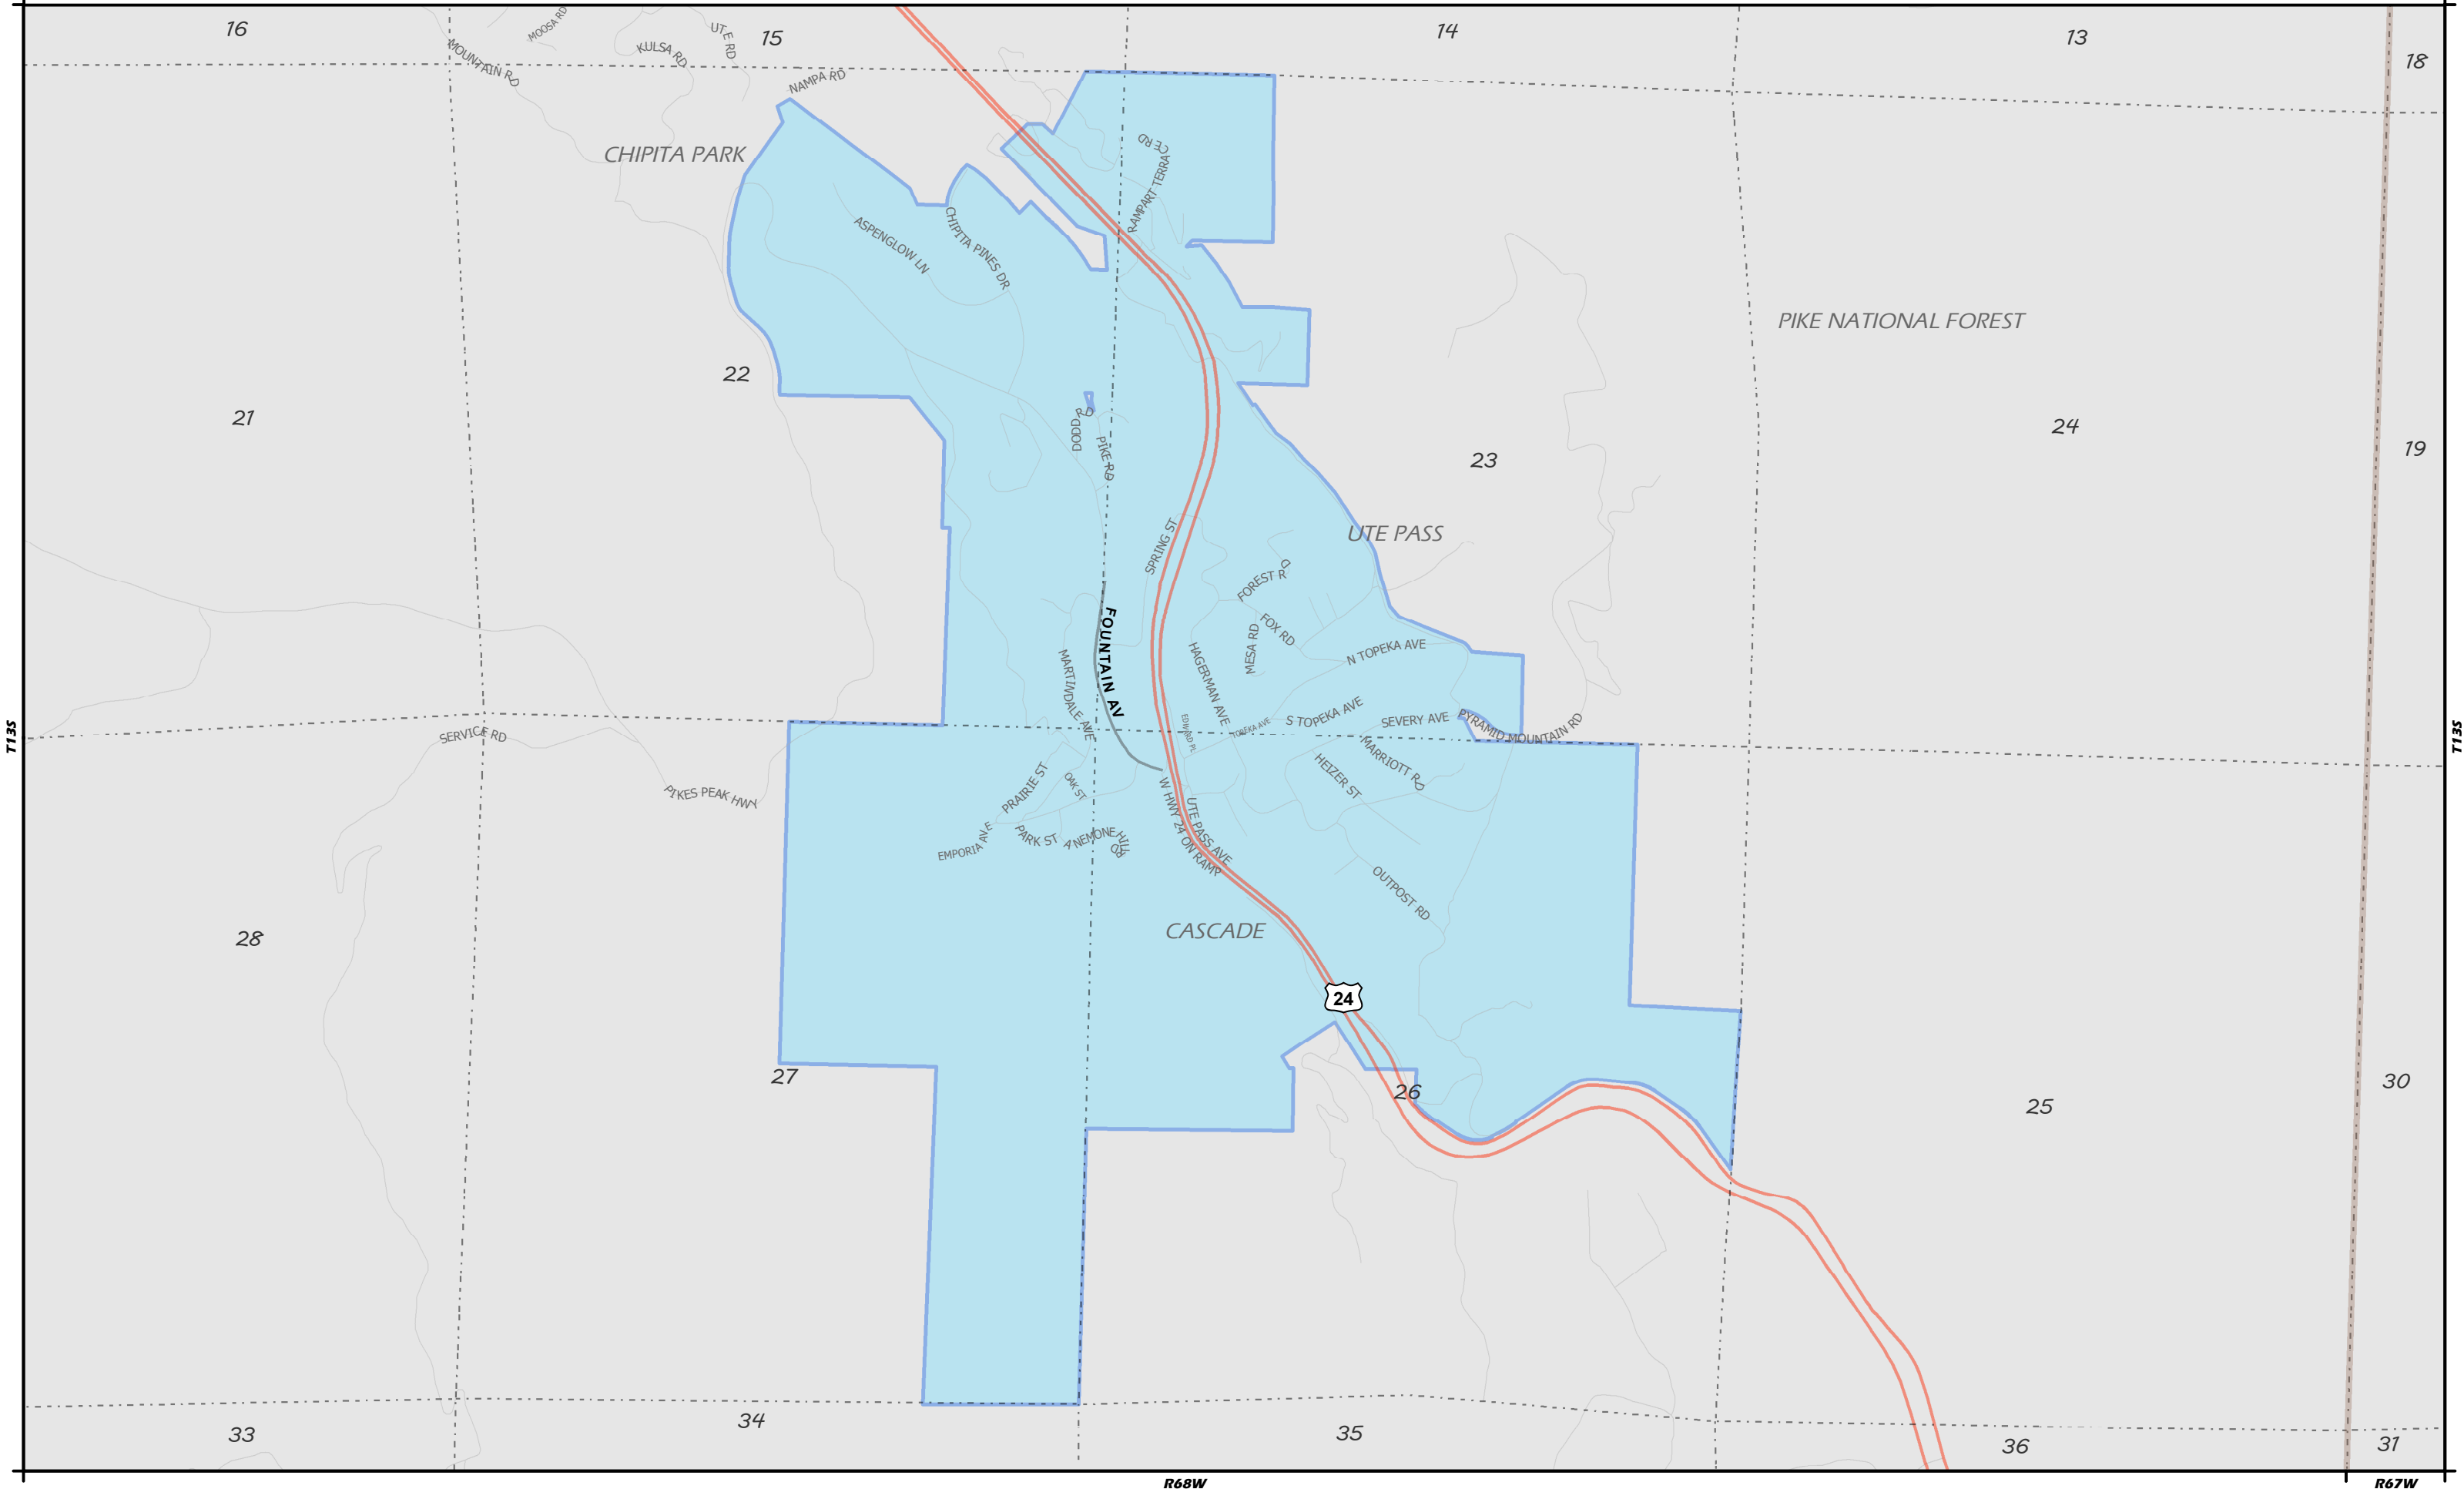 16
MOOSA RD
UTE RD
15
14
13
18
MOUNTAIN RD
KULSA RD
NAMPA RD
CHIPITA PARK
RAMPART TERRACE RD
ASPENGLOW LN
CHIPITA PINES DR
PIKE NATIONAL FOREST
22
21
DODD RD
PIKE RD
23
24
19
UTE PASS
SPRING ST
FOREST RD
FOX RD
MESA RD
N TOPEKA AVE
FOUNTAIN AV
MARTINDALE AVE
HAGERMAN AVE
EDWARD PL
TOPEKA AVE
S TOPEKA AVE
SEVERY AVE
PYRAMID MOUNTAIN RD
T13S
T13S
SERVICE RD
PIKES PEAK HWY
PRAIRIE ST
OAK ST
MARRIOTT RD
HEIZER ST
W HWY 24 ON RAMP
UTE PASS AVE
EMPORIA AVE
PARK ST
ANEMONE HILL RD
OUTPOST RD
28
CASCADE
24
27
26
25
30
33
34
35
36
31
R68W
R67W